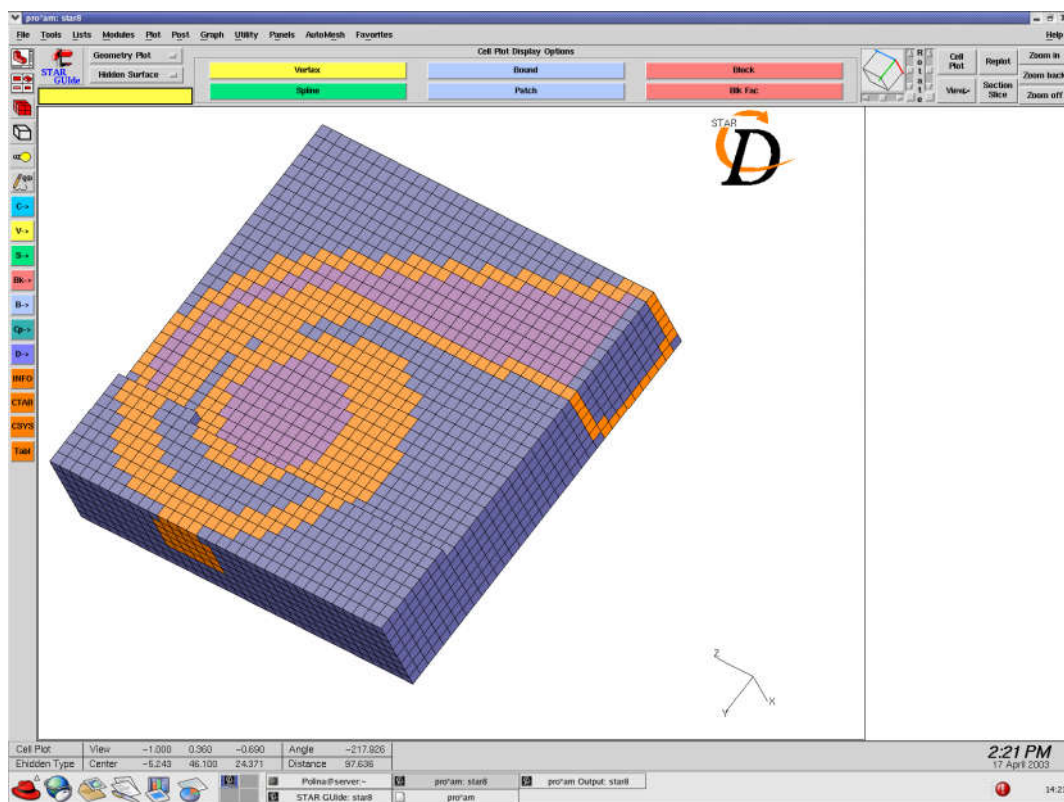 pro*am: star8
File Tools Lists Modules Plot Post Graph Utility Panels AutoMesh Favorites Help
STAR
GUIde
Geometry Plot
Hidden Surface
Cell Plot Display Options
Vertex Bound Block
Spline Patch Blk Fac
Rotate
Cell
Plot
View
Replot
Section
Slice
Zoom in
Zoom back
Zoom off
C->
V->
S->
Bk->
B->
Cp->
D->
INFO
CTAB
CSYS
Tool
STAR
D
Z
Y
X
Cell Plot View -1.000 0.360 -0.690 Angle -217.926
Ehidden Type Center -5.243 46.100 24.371 Distance 97.636
2:21 PM
17 April 2003
Polina@server:~ pro*am: star8 pro*am Output: star8
STAR GUIde: star8 pro*am